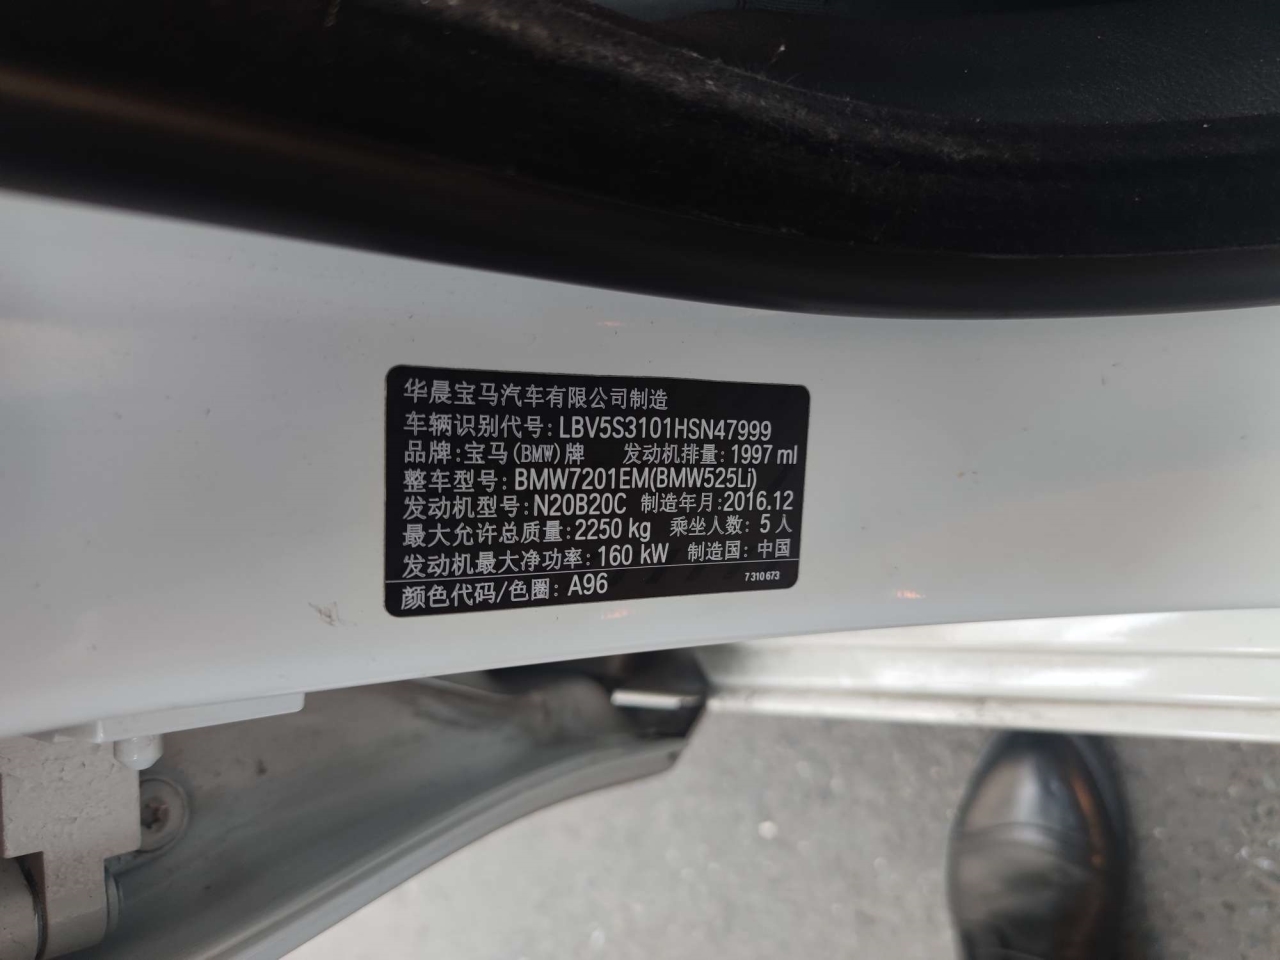 华晨宝马汽车有限公司制造
车辆识别代号: LBV5S3101HSN47999
品牌:宝马(BMW)牌 发动机排量: 1997 ml
整车型号: BMW7201EM(BMW525Li)
发动机型号: N20B20C 制造年月:2016.12
最大允许总质量:2250 kg 乘坐人数: 5 人
发动机最大净功率: 160 kW 制造国: 中国
颜色代码/色圈: A96 7 310 673